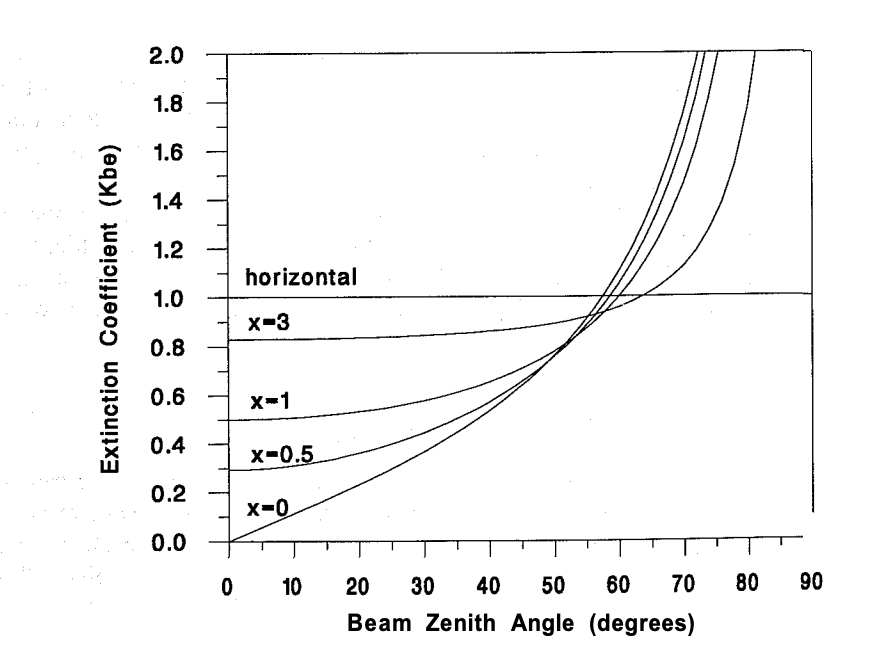 2.0
1.8
1.6
1.4
1.2
1.0
0.8
0.6
0.4
0.2
0.0
Extinction Coefficient (Kbe)
horizontal
x=3
x=1
x=0.5
x=0
0 10 20 30 40 50 60 70 80 90
Beam Zenith Angle (degrees)